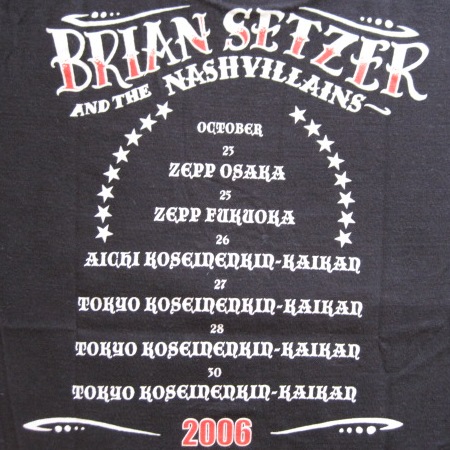 BRIAN SETZER
AND THE NASHVILLAINS
OCTOBER
23
ZEPP OSAKA
25
ZEPP FUKUOKA
26
AICHI KOSEINENKIN-KAIKAN
27
TOKYO KOSEINENKIN-KAIKAN
28
TOKYO KOSEINENKIN-KAIKAN
30
TOKYO KOSEINENKIN-KAIKAN
2006